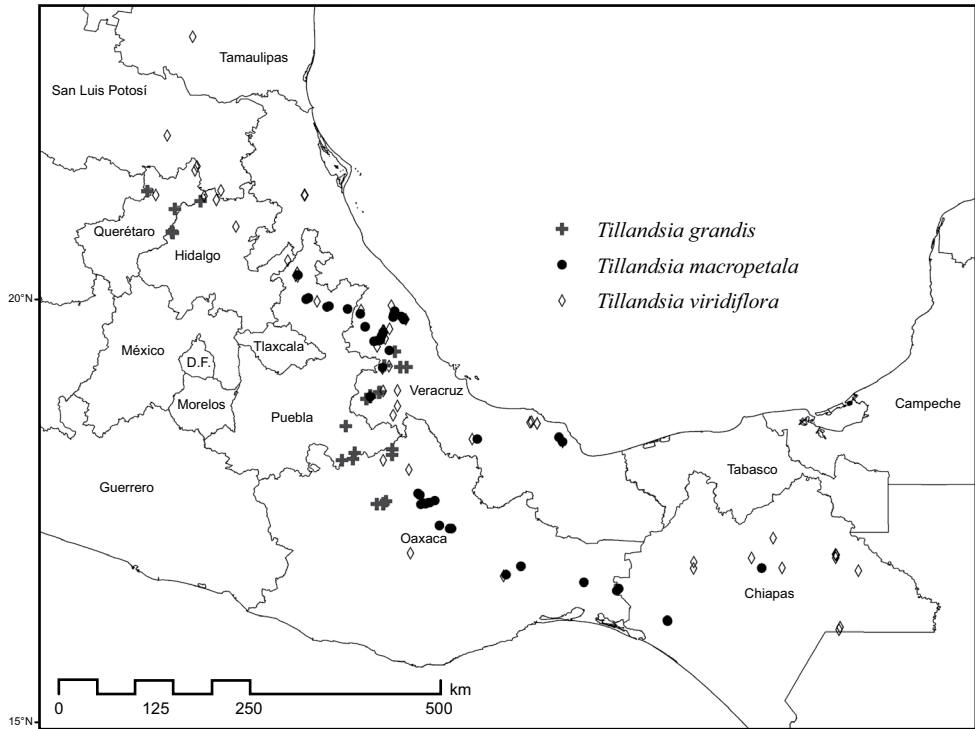 Tamaulipas
San Luis Potosí
Querétaro
Hidalgo
Tillandsia grandis
Tillandsia macropetala
Tillandsia viridiflora
20°N
México
D.F.
Tlaxcala
Morelos
Puebla
Veracruz
Campeche
Tabasco
Guerrero
Oaxaca
Chiapas
km
0 125 250 500
15°N